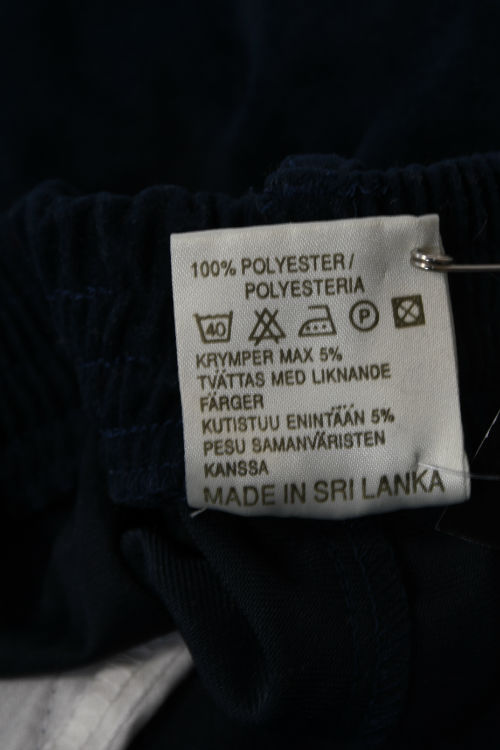 100% POLYESTER /
POLYESTERIA
40 P
KRYMPER MAX 5%
TVÄTTAS MED LIKNANDE
FÄRGER
KUTISTUU ENINTÄÄN 5%
PESU SAMANVÄRISTEN
KANSSA
MADE IN SRI LANKA